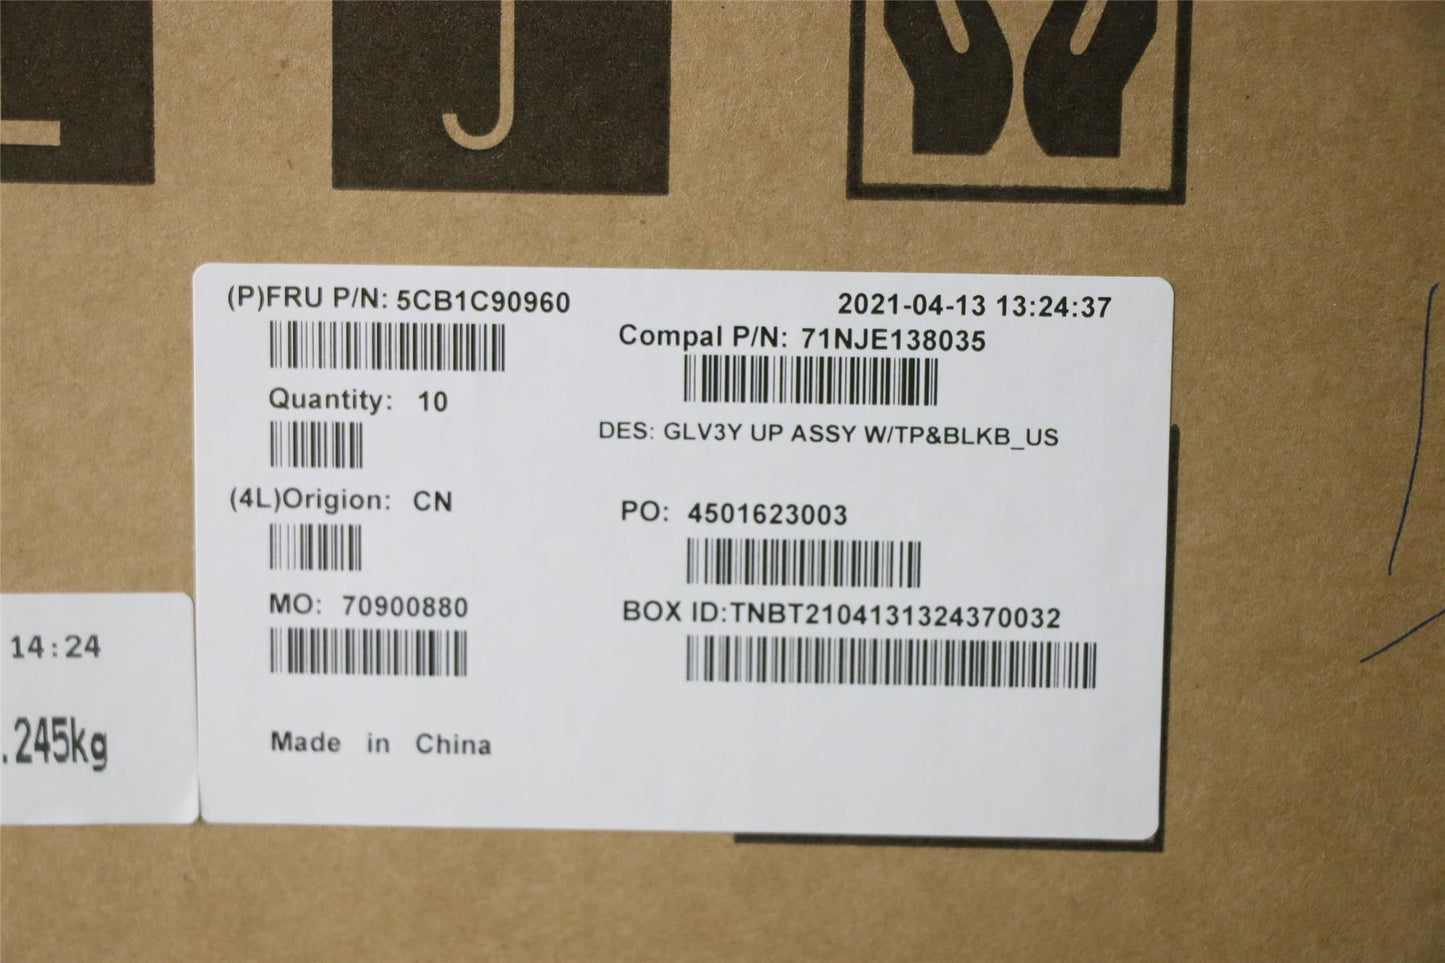 (P)FRU P/N: 5CB1C90960
2021-04-13 13:24:37
Compal P/N: 71NJE138035
Quantity: 10
DES: GLV3Y UP ASSY W/TP&BLKB_US
(4L)Origion: CN
PO: 4501623003
MO: 70900880
BOX ID:TNBT2104131324370032
Made in China
14:24
.245kg